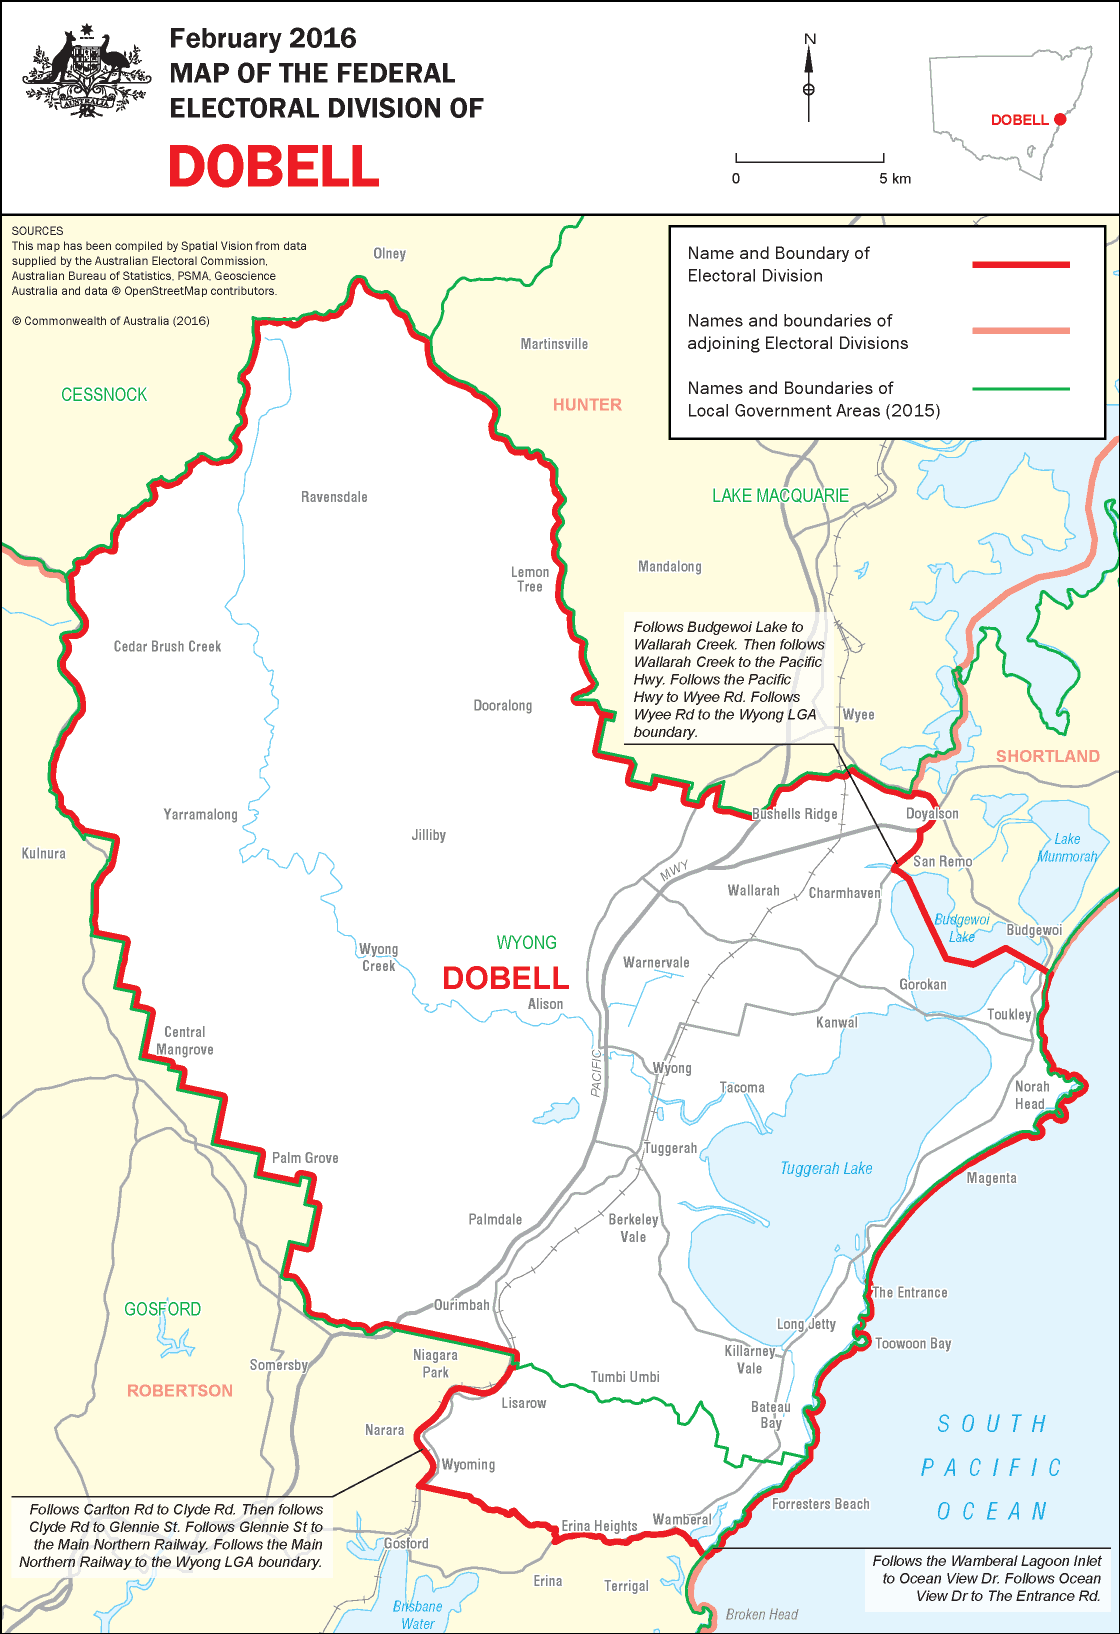 February 2016
MAP OF THE FEDERAL
ELECTORAL DIVISION OF
DOBELL
AUSTRALIA
N
0
5 km
DOBELL
SOURCES
This map has been compiled by Spatial Vision from data
supplied by the Australian Electoral Commission,
Australian Bureau of Statistics, PSMA, Geoscience
Australia and data © OpenStreetMap contributors.
© Commonwealth of Australia (2016)
Name and Boundary of
Electoral Division
Names and boundaries of
adjoining Electoral Divisions
Names and Boundaries of
Local Government Areas (2015)
Olney
Martinsville
CESSNOCK
HUNTER
LAKE MACQUARIE
Ravensdale
Mandalong
Lemon
Tree
Follows Budgewoi Lake to
Wallarah Creek. Then follows
Wallarah Creek to the Pacific
Hwy. Follows the Pacific
Hwy to Wyee Rd. Follows
Wyee Rd to the Wyong LGA
boundary.
Cedar Brush Creek
Dooralong
Wyee
SHORTLAND
Yarramalong
Bushells Ridge
Doyalson
Jilliby
Lake
Munmorah
Kulnura
San Remo
MWY
Wallarah
Charmhaven
Budgewoi
Lake
Budgewoi
WYONG
Wyong
Creek
DOBELL
Warnervale
Gorokan
Alison
Toukley
Kanwal
Central
Mangrove
PACIFIC
Wyong
Tacoma
Norah
Head
Tuggerah
Palm Grove
Tuggerah Lake
Magenta
Palmdale
Berkeley
Vale
The Entrance
Ourimbah
GOSFORD
Long Jetty
Toowoon Bay
Killarney
Vale
Niagara
Park
Somersby
Tumbi Umbi
ROBERTSON
Lisarow
Bateau
Bay
SOUTH
PACIFIC
OCEAN
Narara
Wyoming
Forresters Beach
Follows Carlton Rd to Clyde Rd. Then follows
Clyde Rd to Glennie St. Follows Glennie St to
the Main Northern Railway. Follows the Main
Northern Railway to the Wyong LGA boundary.
Erina Heights
Wamberal
Gosford
Follows the Wamberal Lagoon Inlet
to Ocean View Dr. Follows Ocean
View Dr to The Entrance Rd.
Erina
Terrigal
Brisbane
Water
Broken Head